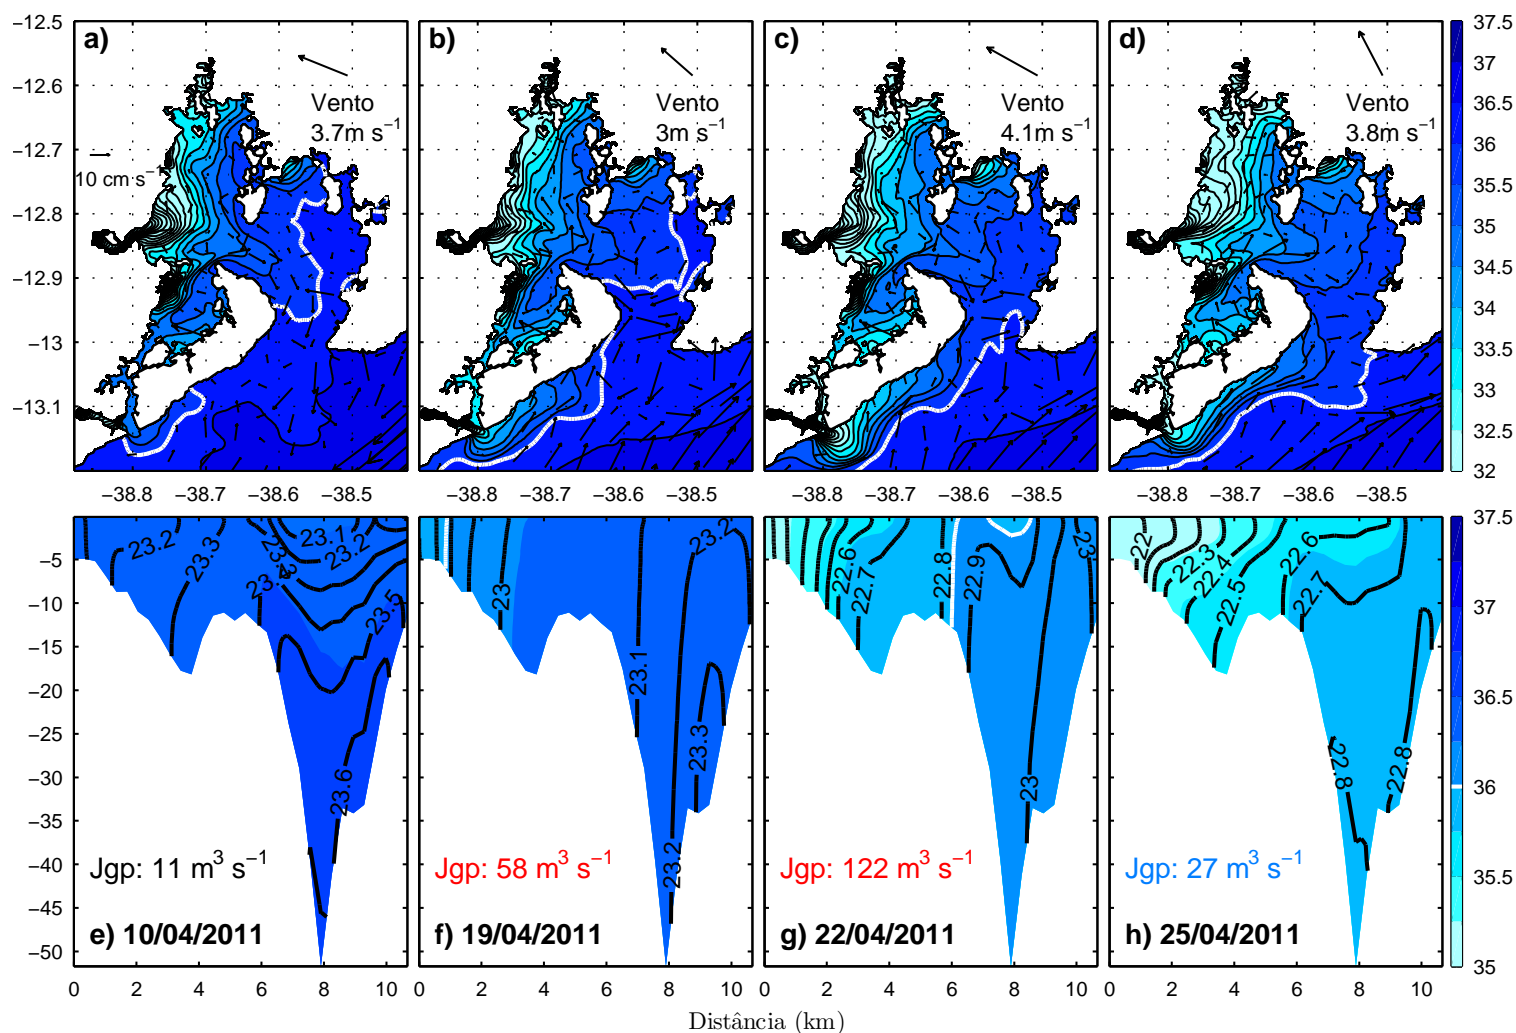 a)
b)
c)
d)
Vento
3.7m s⁻¹
Vento
3m s⁻¹
Vento
4.1m s⁻¹
Vento
3.8m s⁻¹
10 cm s⁻¹
−12.5
−12.6
−12.7
−12.8
−12.9
−13
−13.1
−38.8 −38.7 −38.6 −38.5
−38.8 −38.7 −38.6 −38.5
−38.8 −38.7 −38.6 −38.5
−38.8 −38.7 −38.6 −38.5
37.5
37
36.5
36
35.5
35
34.5
34
33.5
33
32.5
32
−5
−10
−15
−20
−25
−30
−35
−40
−45
−50
23.2
23.3
23.1
23.2
23.3
23.4
23.5
23.6
Jgp: 11 m³ s⁻¹
e) 10/04/2011
23
23.1
23.2
23.3
23.2
Jgp: 58 m³ s⁻¹
f) 19/04/2011
22.6
22.7
22.8
22.9
23
23
Jgp: 122 m³ s⁻¹
g) 22/04/2011
22
22.3
22.4
22.5
22.6
22.7
22.8
22.8
Jgp: 27 m³ s⁻¹
h) 25/04/2011
37.5
37
36.5
36
35.5
35
0 2 4 6 8 10
0 2 4 6 8 10
0 2 4 6 8 10
0 2 4 6 8 10
Distância (km)